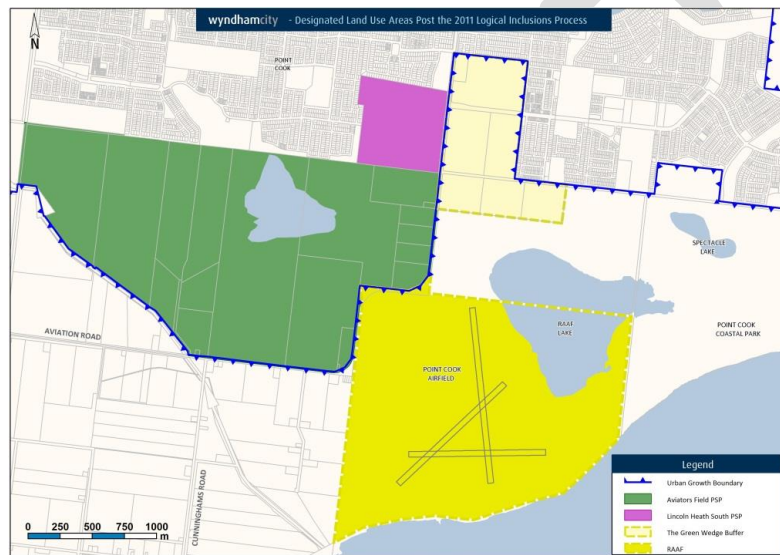 wyndhamcity - Designated Land Use Areas Post the 2011 Logical Inclusions Process
N
POINT
COOK
SPECTACLE
LAKE
RAAF
LAKE
POINT COOK
COASTAL PARK
AVIATION ROAD
POINT COOK
AIRFIELD
CUNNINGHAMS ROAD
0 250 500 750 1000
m
Legend
Urban Growth Boundary
Aviators Field PSP
Lincoln Heath South PSP
The Green Wedge Buffer
RAAF